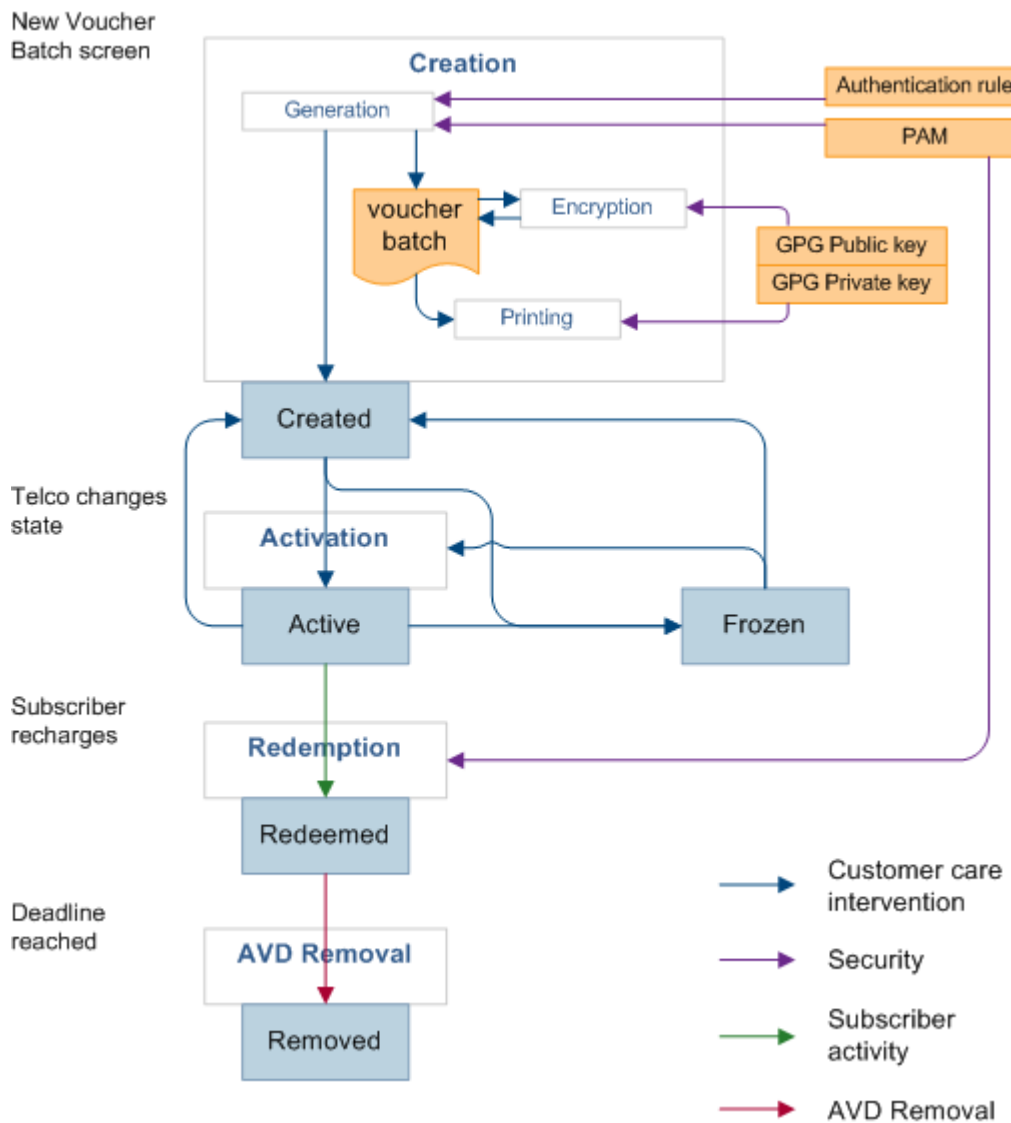 New Voucher
Batch screen
Creation
Authentication rule
Generation
PAM
voucher
batch
Encryption
GPG Public key
GPG Private key
Printing
Created
Telco changes
state
Activation
Active
Frozen
Subscriber
recharges
Redemption
Redeemed
Customer care
intervention
Deadline
reached
AVD Removal
Security
Removed
Subscriber
activity
AVD Removal